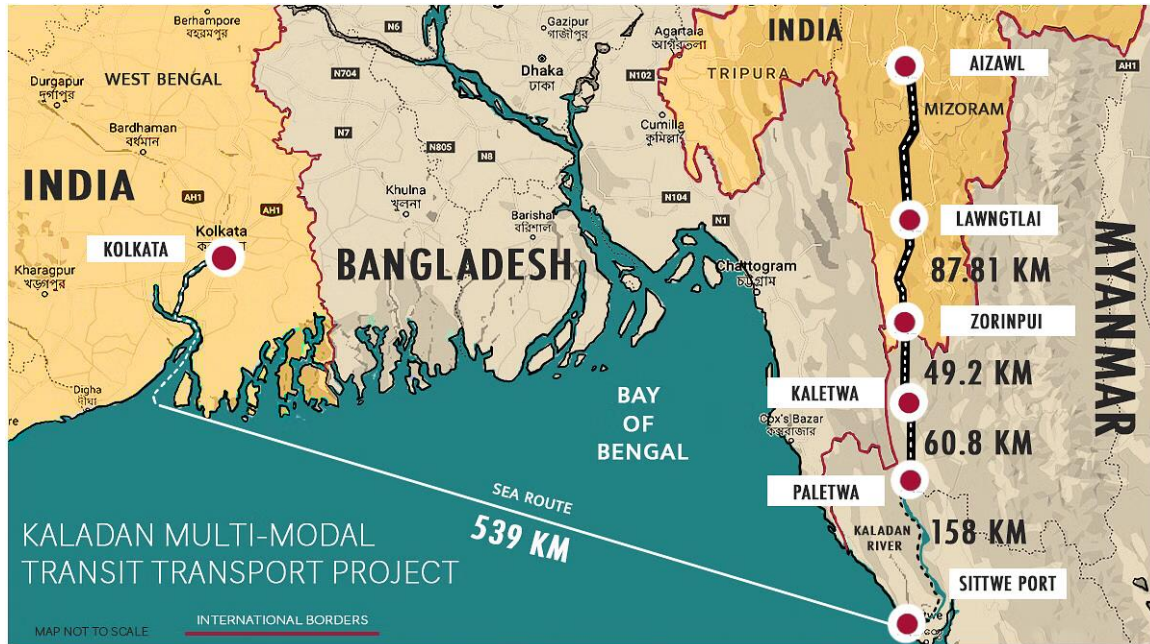 Berhampore
বহরমপুর
N6
Gazipur
গাজীপুর
Agartala
আগরতলা
INDIA
Durgapur
দুর্গাপুর
WEST BENGAL
N704
Dhaka
ঢাকা
N102
TRIPURA
AIZAWL
AH1
Bardhaman
বর্ধমান
N7
N805
N8
Cumilla
কুমিল্লা
MIZORAM
INDIA
AH1
AH1
Khulna
খুলনা
Barishal
বরিশাল
N104
N1
LAWNGTLAI
KOLKATA
Kolkata
BANGLADESH
Chattogram
চট্টগ্রাম
87.81 KM
MYANMAR
Kharagpur
খড়্গপুর
ZORINPUI
Digha
দীঘা
BAY
OF
BENGAL
KALETWA
49.2 KM
Cox's Bazar
কক্সবাজার
60.8 KM
SEA ROUTE
539 KM
PALETWA
KALADAN
RIVER
158 KM
KALADAN MULTI-MODAL
TRANSIT TRANSPORT PROJECT
SITTWE PORT
MAP NOT TO SCALE
INTERNATIONAL BORDERS